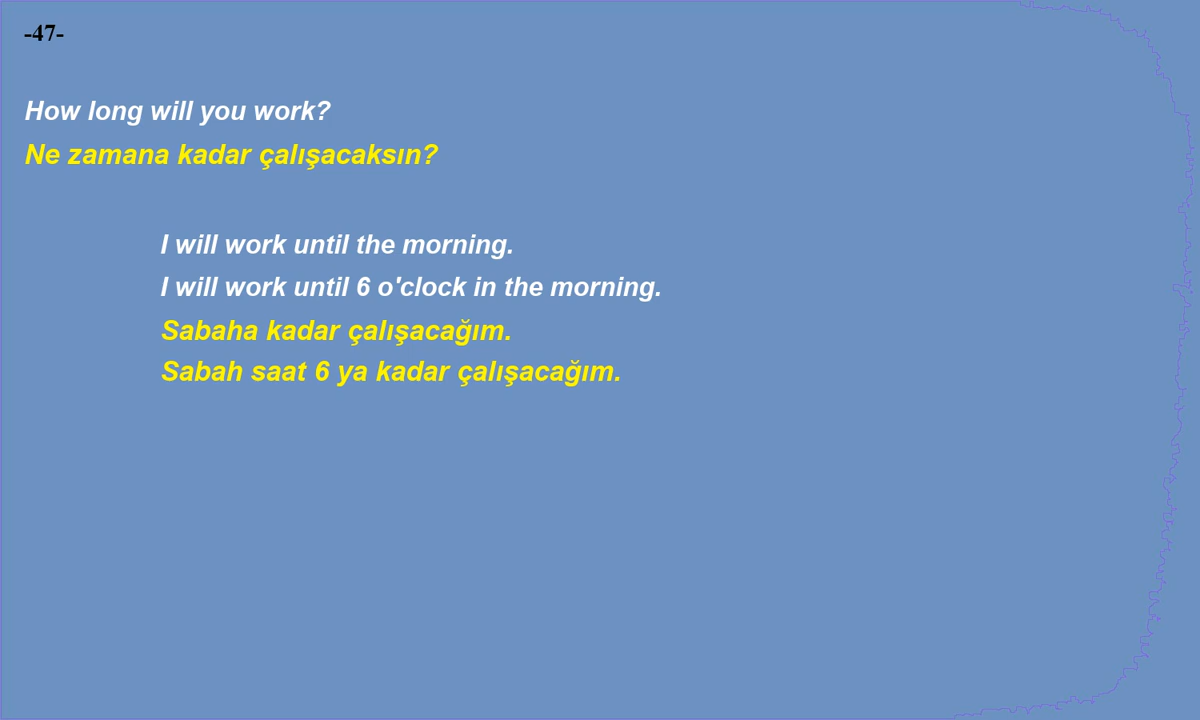 -47-
How long will you work?
Ne zamana kadar çalışacaksın?
I will work until the morning.
I will work until 6 o'clock in the morning.
Sabaha kadar çalışacağım.
Sabah saat 6 ya kadar çalışacağım.